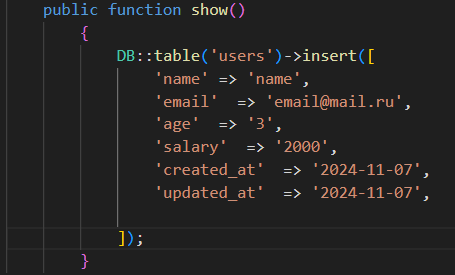 public function show()
{
DB::table('users')->insert([
'name' => 'name',
'email'  => 'email@mail.ru',
'age'  => '3',
'salary'  => '2000',
'created_at'  => '2024-11-07',
'updated_at'  => '2024-11-07',
]);
}